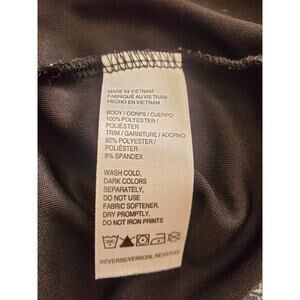 MADE IN VIETNAM
FABRIQUÉ AU VIETNAM
HECHO EN VIETNAM
BODY / CORPS / CUERPO:
100% POLYESTER /
POLIÉSTER
TRIM / GARNITURE / ADORNO:
92% POLYESTER /
POLIÉSTER
8% SPANDEX
WASH COLD,
DARK COLORS
SEPARATELY,
DO NOT USE
FABRIC SOFTENER.
DRY PROMPTLY.
DO NOT IRON PRINTS
REVERSE/VERSO/AL REVERSO